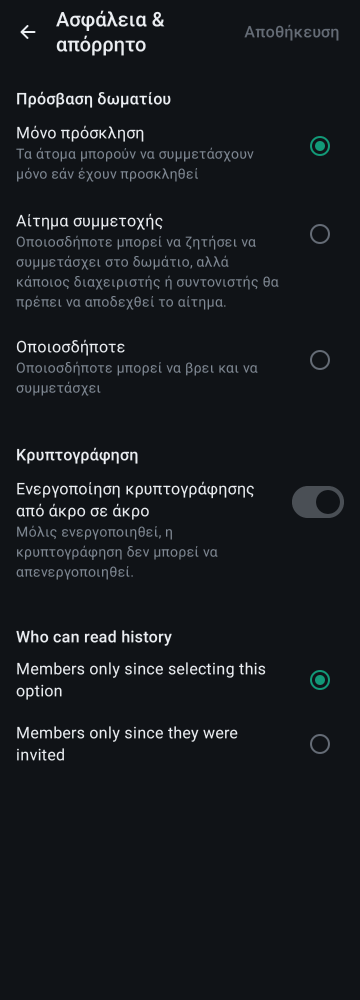 Ασφάλεια &
απόρρητο
Αποθήκευση
Πρόσβαση δωματίου
Μόνο πρόσκληση
Τα άτομα μπορούν να συμμετάσχουν
μόνο εάν έχουν προσκληθεί
Αίτημα συμμετοχής
Οποιοσδήποτε μπορεί να ζητήσει να
συμμετάσχει στο δωμάτιο, αλλά
κάποιος διαχειριστής ή συντονιστής θα
πρέπει να αποδεχθεί το αίτημα.
Οποιοσδήποτε
Οποιοσδήποτε μπορεί να βρει και να
συμμετάσχει
Κρυπτογράφηση
Ενεργοποίηση κρυπτογράφησης
από άκρο σε άκρο
Μόλις ενεργοποιηθεί, η
κρυπτογράφηση δεν μπορεί να
απενεργοποιηθεί.
Who can read history
Members only since selecting this
option
Members only since they were
invited